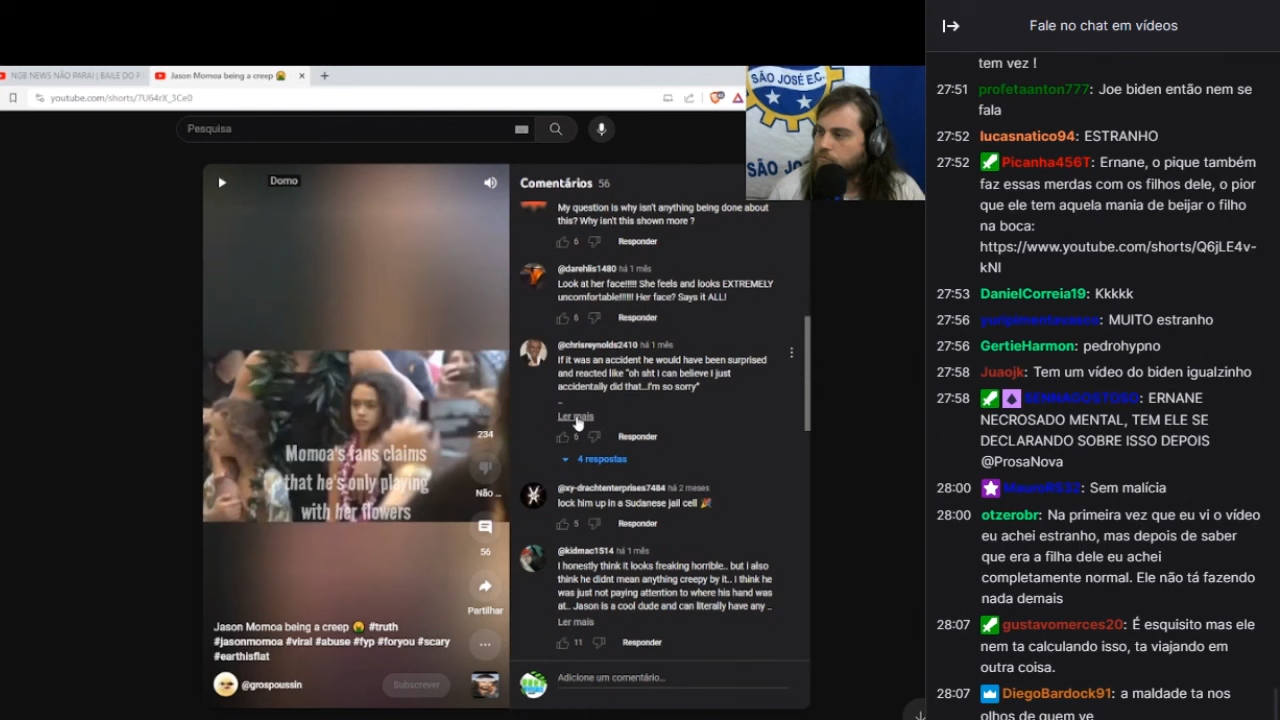 Fale no chat em vídeos
NGB NEWS NÃO PARA! | BAILE DO P
Jason Momoa being a creep
youtube.com/shorts/7U64rX_3Ce0
Pesquisa
SÃO JOSÉ E.C.
SÃO JOS
Domo
Momoa's fans claims
that he's only playing
with her flowers
234
Não ...
56
Partilhar
Jason Momoa being a creep 🤮 #truth
#jasonmomoa #viral #abuse #fyp #foryou #scary
#earthisflat
@grospoussin
Subscrever
Comentários 56
My question is why isn't anything being done about
this? Why isn't this shown more ?
6 Responder
@darehlis1480 há 1 mês
Look at her face!!!!! She feels and looks EXTREMELY
uncomfortable!!!!!! Her face? Says it ALL!
6 Responder
@chrisreynolds2410 há 1 mês
If it was an accident he would have been surprised
and reacted like "oh sht I can believe I just
accidentally did that...I'm so sorry"
..
Ler mais
6 Responder
4 respostas
@xy-drachtenterprises7484 há 2 meses
lock him up in a Sudanese jail cell 🎉
5 Responder
@kidmac1514 há 1 mês
I honestly think it looks freaking horrible.. but i also
think he didnt mean anything creepy by it.. I think he
was just not paying attention to where his hand was
at.. Jason is a cool dude and can literally have any ..
Ler mais
11 Responder
Adicione um comentário...
tem vez !
27:51 profetaanton777: Joe biden então nem se
fala
27:52 lucasnatico94: ESTRANHO
27:52 Picanha456T: Ernane, o pique também
faz essas merdas com os filhos dele, o pior
que ele tem aquela mania de beijar o filho
na boca:
https://www.youtube.com/shorts/Q6jLE4v-
kNI
27:53 DanielCorreia19: Kkkkk
27:56 MUITO estranho
27:56 GertieHarmon: pedrohypno
27:58 Juaojk: Tem um vídeo do biden igualzinho
27:58 SENNAGOSTOSO: ERNANE
NECROSADO MENTAL, TEM ELE SE
DECLARANDO SOBRE ISSO DEPOIS
@ProsaNova
28:00 Sem malícia
28:00 otzerobr: Na primeira vez que eu vi o vídeo
eu achei estranho, mas depois de saber
que era a filha dele eu achei
completamente normal. Ele não tá fazendo
nada demais
28:07 gustavomerces20: É esquisito mas ele
nem ta calculando isso, ta viajando em
outra coisa.
28:07 DiegoBardock91: a maldade ta nos
olhos de quem ve